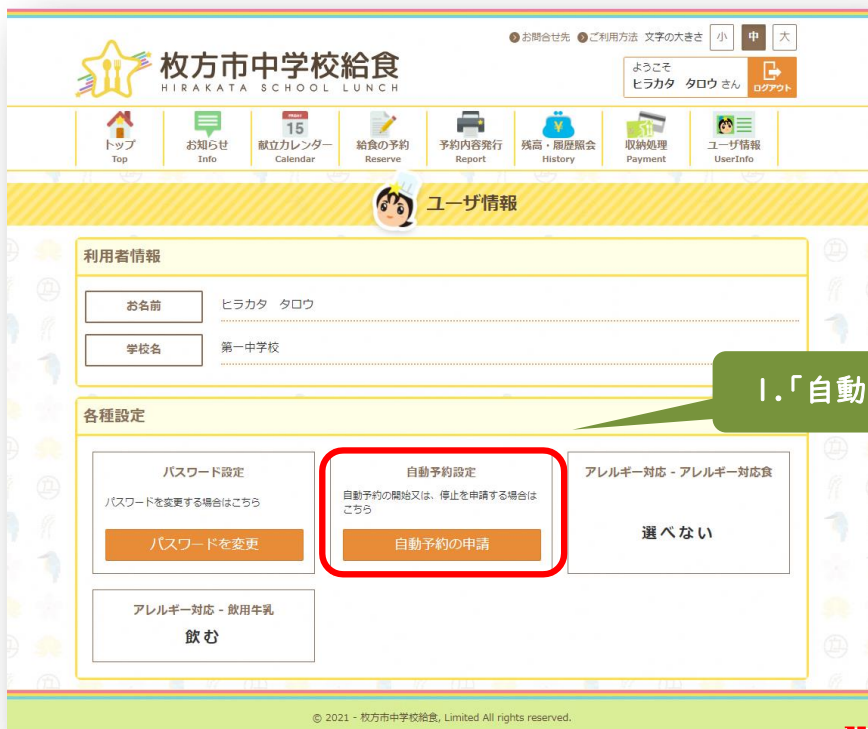 お問合せ先 ご利用方法 文字の大きさ 小 中 大
枚方市中学校給食
HIRAKATA SCHOOL LUNCH
ようこそ
ヒラカタ タロウ さん
ログアウト
トップ
Top
お知らせ
Info
15
献立カレンダー
Calendar
給食の予約
Reserve
予約内容発行
Report
残高・履歴照会
History
収納処理
Payment
ユーザ情報
UserInfo
ユーザ情報
利用者情報
お名前 ヒラカタ タロウ
学校名 第一中学校
1.「自動
各種設定
パスワード設定
パスワードを変更する場合はこちら
パスワードを変更
自動予約設定
自動予約の開始又は、停止を申請する場合は
こちら
自動予約の申請
アレルギー対応 - アレルギー対応食
選べない
アレルギー対応 - 飲用牛乳
飲む
© 2021 - 枚方市中学校給食, Limited All rights reserved.